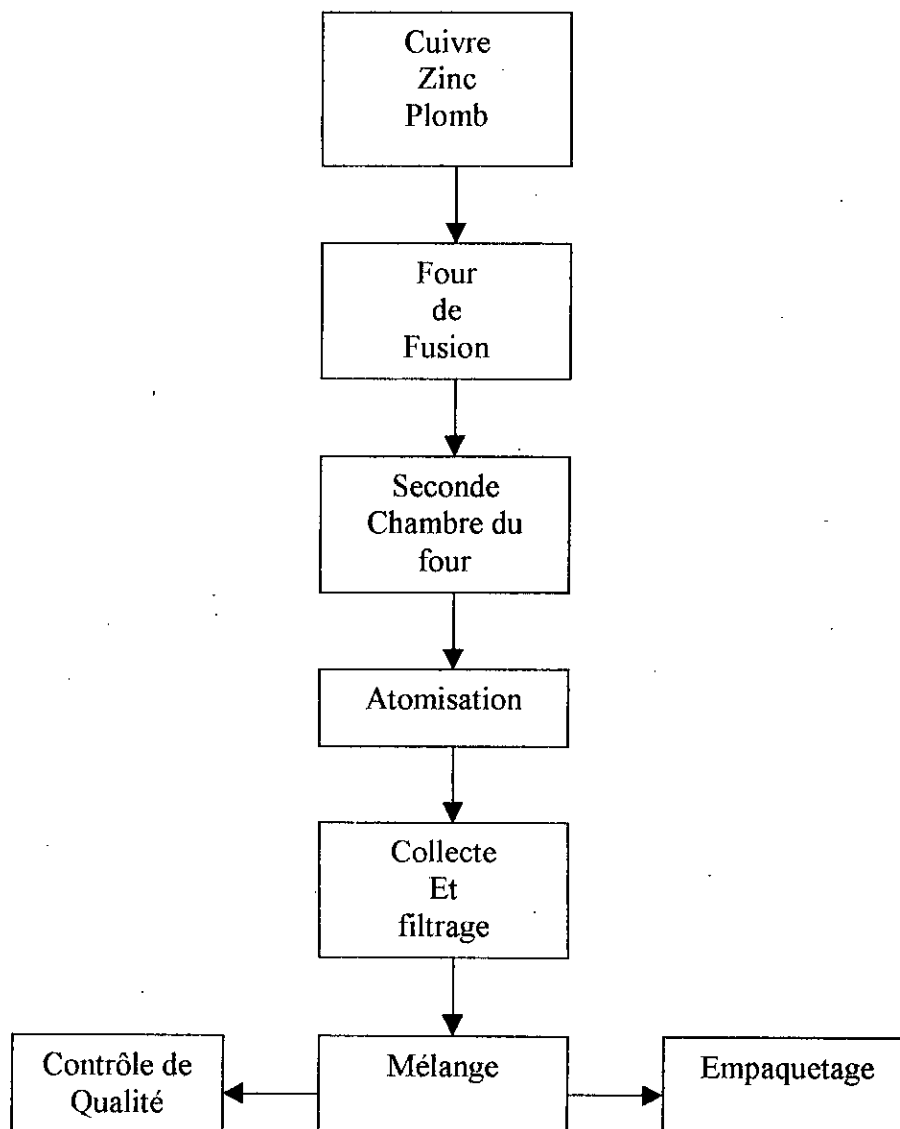 Cuivre
Zinc
Plomb
Four
de
Fusion
Seconde
Chambre du
four
Atomisation
Collecte
Et
filtrage
Contrôle de
Qualité
Mélange
Empaquetage